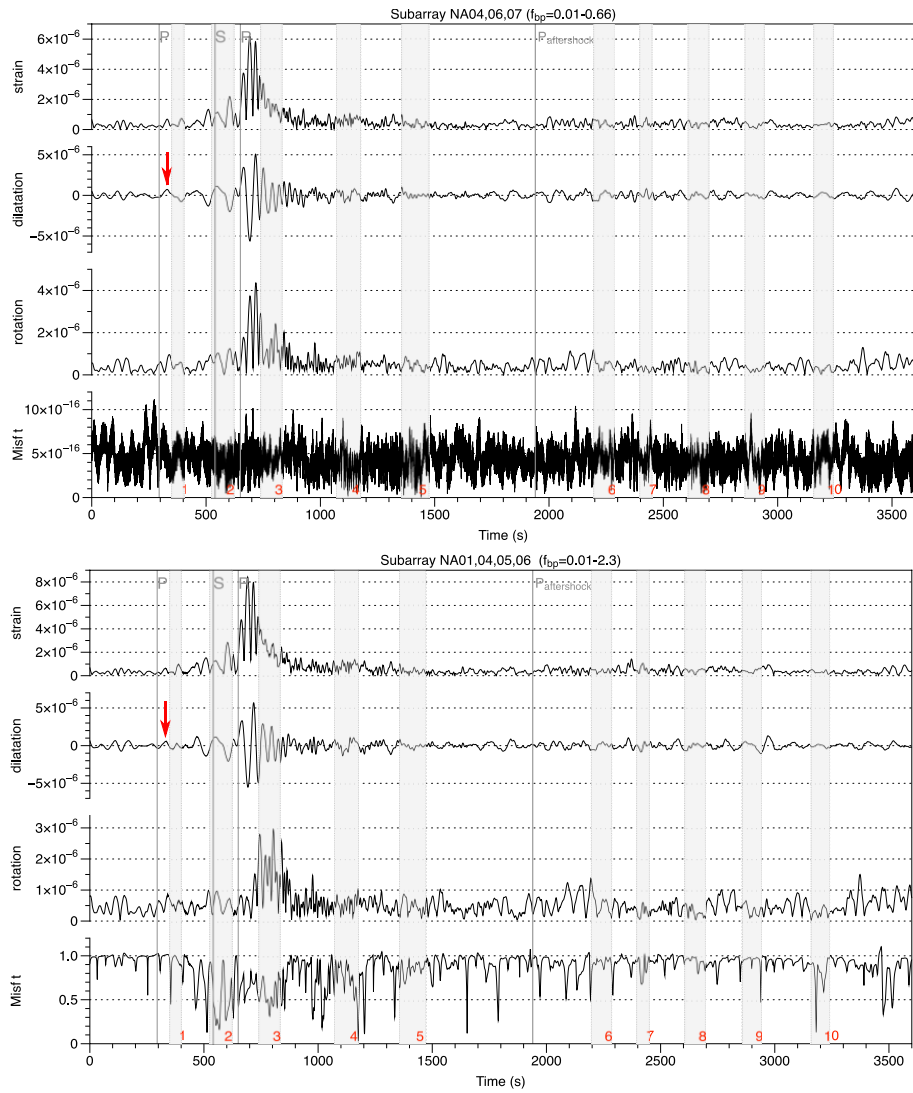 Subarray NA04,06,07 (f_bp=0.01-0.66)
P S R P_aftershock
strain
6×10⁻⁶
4×10⁻⁶
2×10⁻⁶
0
dilatation
5×10⁻⁶
0
−5×10⁻⁶
rotation
4×10⁻⁶
2×10⁻⁶
0
Misf t
10×10⁻¹⁶
5×10⁻¹⁶
0
1 2 3 4 5 6 7 8 9 10
0 500 1000 1500 2000 2500 3000 3500
Time (s)
Subarray NA01,04,05,06 (f_bp=0.01-2.3)
P S R P_aftershock
strain
8×10⁻⁶
6×10⁻⁶
4×10⁻⁶
2×10⁻⁶
0
dilatation
5×10⁻⁶
0
−5×10⁻⁶
rotation
3×10⁻⁶
2×10⁻⁶
1×10⁻⁶
0
Misf t
1.0
0.5
0
1 2 3 4 5 6 7 8 9 10
0 500 1000 1500 2000 2500 3000 3500
Time (s)